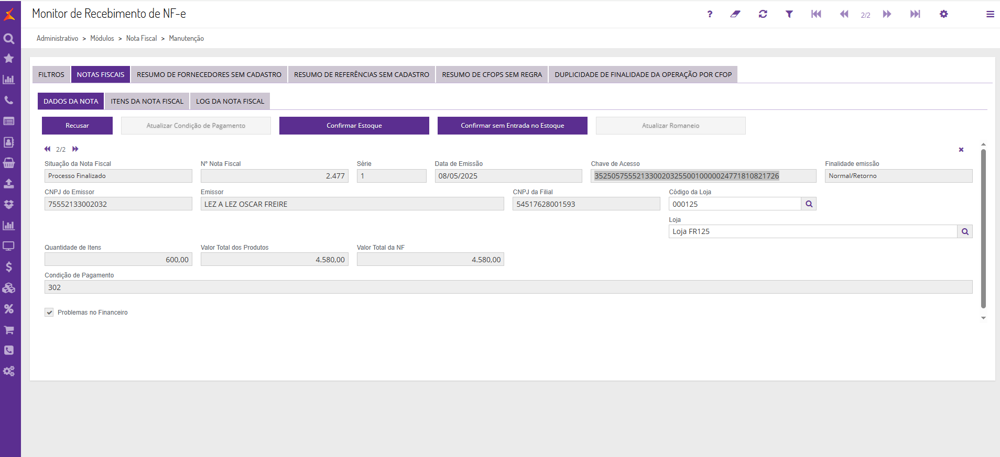 Monitor de Recebimento de NF-e
2/2
Administrativo > Módulos > Nota Fiscal > Manutenção
FILTROS NOTAS FISCAIS RESUMO DE FORNECEDORES SEM CADASTRO RESUMO DE REFERÊNCIAS SEM CADASTRO RESUMO DE CFOPS SEM REGRA DUPLICIDADE DE FINALIDADE DA OPERAÇÃO POR CFOP
DADOS DA NOTA ITENS DA NOTA FISCAL LOG DA NOTA FISCAL
Recusar Atualizar Condição de Pagamento Confirmar Estoque Confirmar sem Entrada no Estoque Atualizar Romaneio
2/2
Situação da Nota Fiscal Nº Nota Fiscal Série Data de Emissão Chave de Acesso Finalidade emissão
Processo Finalizado 2.477 1 08/05/2025 35250575552133002032550010000024771810821726 Normal/Retorno
CNPJ do Emissor Emissor CNPJ da Filial Código da Loja
75552133002032 LEZ A LEZ OSCAR FREIRE 54517628001593 000125
Loja
Loja FR125
Quantidade de Itens Valor Total dos Produtos Valor Total da NF
600,00 4.580,00 4.580,00
Condição de Pagamento
302
Problemas no Financeiro